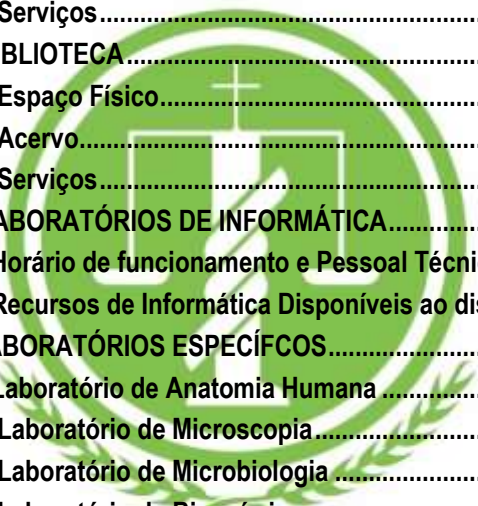 Serviços
BLIOTECA
Espaço Físico
Acervo
Serviços
ABORATÓRIOS DE INFORMÁTICA
Horário de funcionamento e Pessoal Técni
Recursos de Informática Disponíveis ao di
ABORATÓRIOS ESPECÍFCOS
Laboratório de Anatomia Humana
Laboratório de Microscopia
Laboratório de Microbiologia